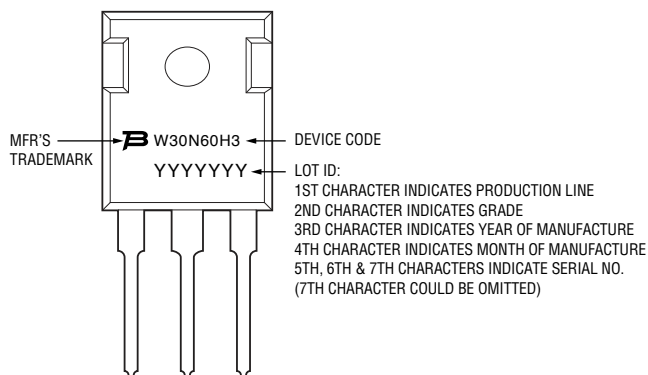 MFR'S
TRADEMARK
W30N60H3
DEVICE CODE
YYYYYYY
LOT ID:
1ST CHARACTER INDICATES PRODUCTION LINE
2ND CHARACTER INDICATES GRADE
3RD CHARACTER INDICATES YEAR OF MANUFACTURE
4TH CHARACTER INDICATES MONTH OF MANUFACTURE
5TH, 6TH & 7TH CHARACTERS INDICATE SERIAL NO.
(7TH CHARACTER COULD BE OMITTED)